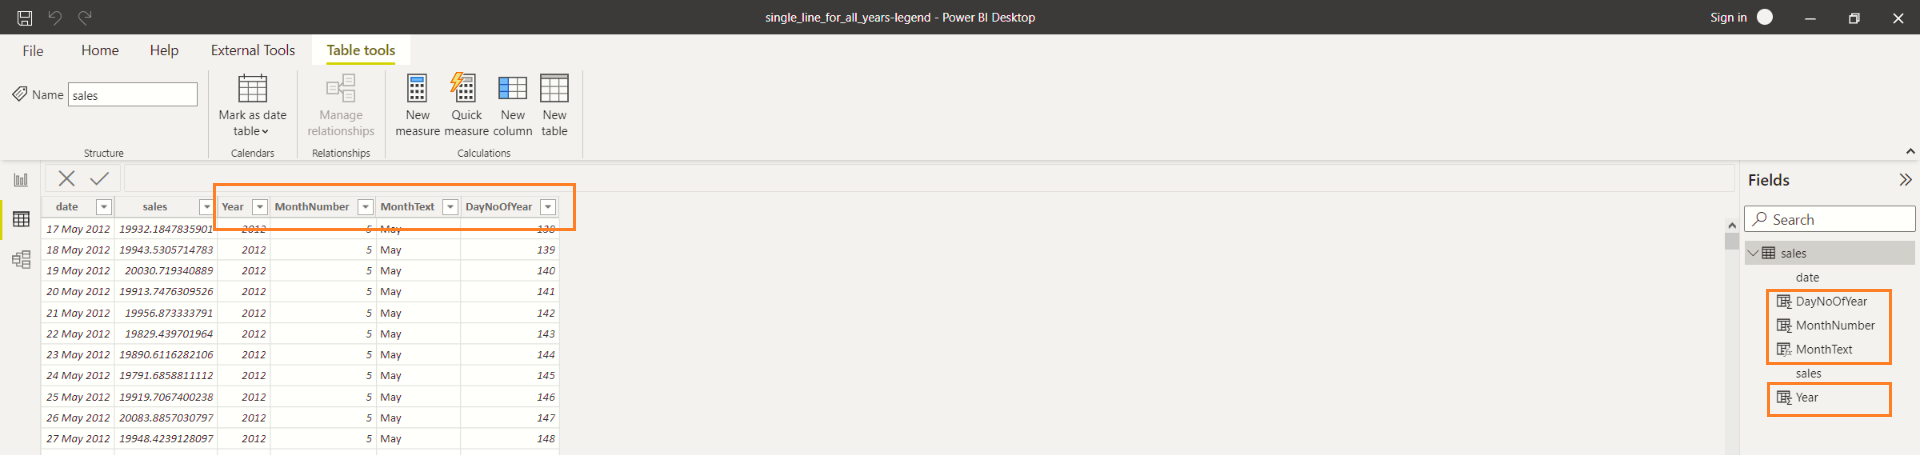 single_line_for_all_years-legend - Power BI Desktop
Sign in
File Home Help External Tools Table tools
Name sales
Mark as date table
Manage relationships
New measure
Quick measure
New column
New table
Structure Calendars Relationships Calculations
date sales Year MonthNumber MonthText DayNoOfYear
17 May 2012 19932.1847835901 2012 5 May 138
18 May 2012 19943.5305714783 2012 5 May 139
19 May 2012 20030.719340889 2012 5 May 140
20 May 2012 19913.7476309526 2012 5 May 141
21 May 2012 19956.873333791 2012 5 May 142
22 May 2012 19829.439701964 2012 5 May 143
23 May 2012 19890.6116282106 2012 5 May 144
24 May 2012 19791.6858811112 2012 5 May 145
25 May 2012 19919.7067400238 2012 5 May 146
26 May 2012 20083.8857030797 2012 5 May 147
27 May 2012 19948.4239128097 2012 5 May 148
Fields
Search
sales
date
DayNoOfYear
MonthNumber
MonthText
sales
Year